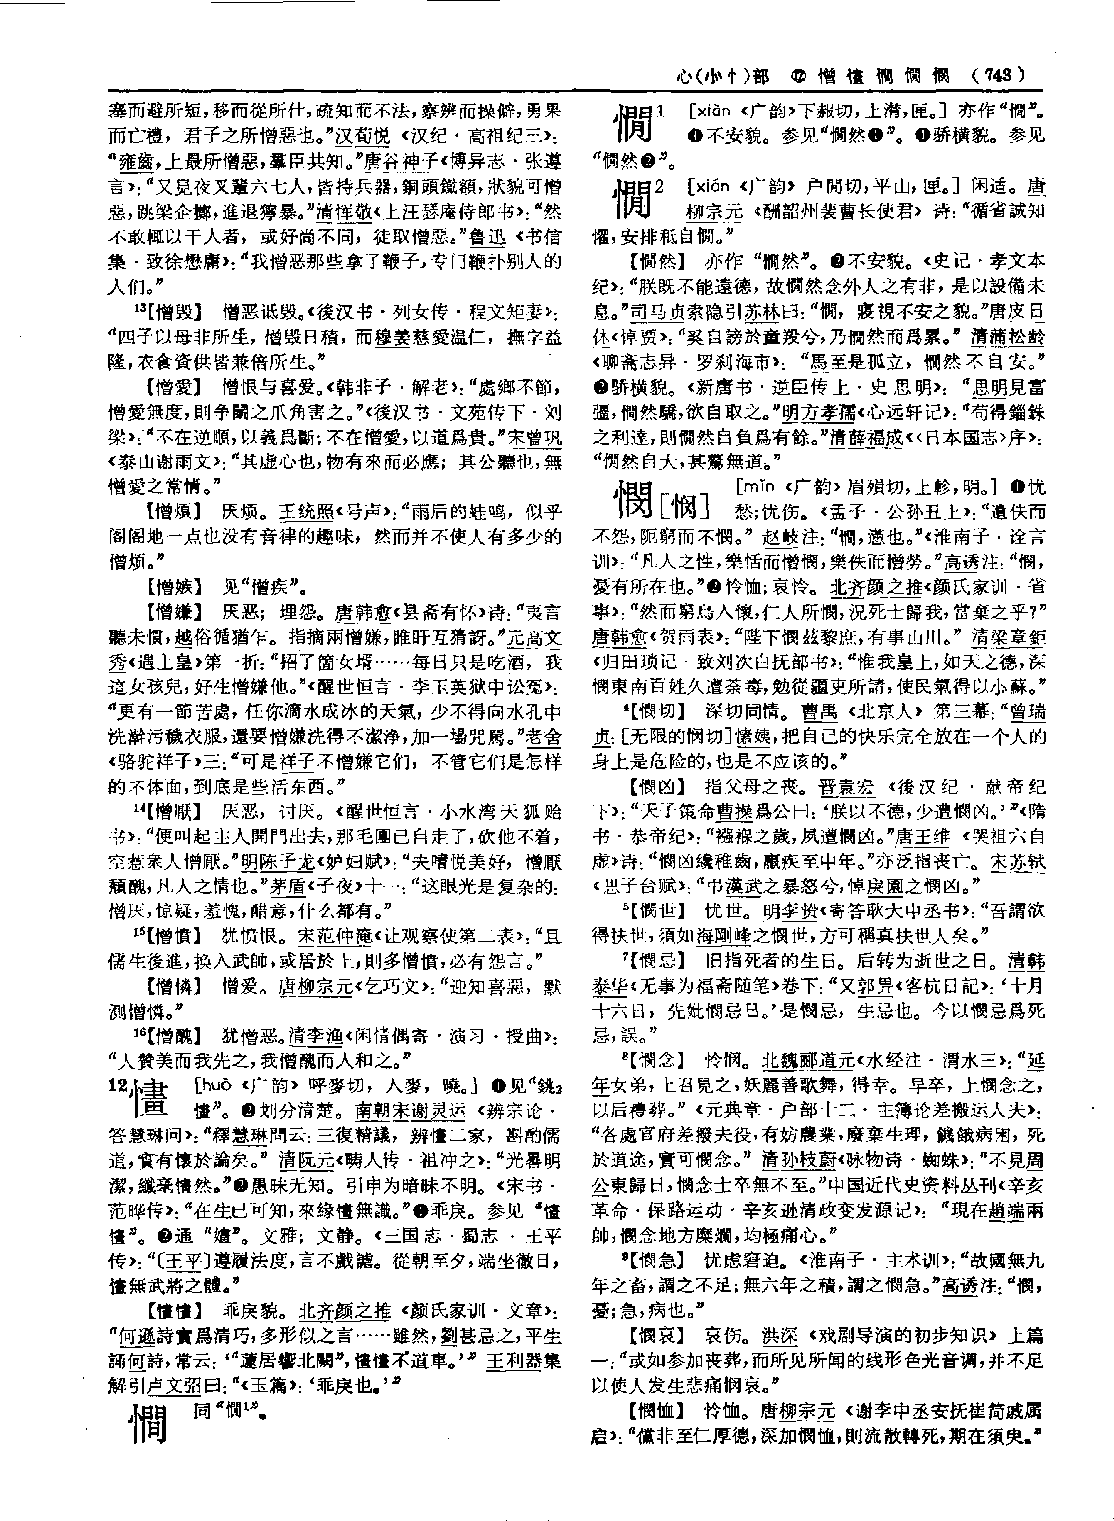 心(小忄)部 ⑫ 憎 㦎 憪 憪 憫 (743)
塞而避所短,移而從所仕,疏知而不法,察辨而操僻,勇果
而亡禮,君子之所憎惡也。”汉荀悦《汉纪·高祖纪三》:
“雍齒,上最所憎惡,羣臣共知。”唐谷神子《博异志·张遵
言》:“又見夜叉輩六七人,皆持兵器,銅頭鐵額,狀貌可憎
惡,跳梁企擲,進退獰暴。”清恽敬《上汪瑟庵侍郎书》:“然
不敢輒以干人者,或好尚不同,徒取憎惡。”鲁迅《书信
集·致徐懋庸》:“我憎恶那些拿了鞭子,专门鞭扑别人的
人们。”
13【憎毁】 憎恶诋毁。《後汉书·列女传·程文矩妻》:
“四子以母非所生,憎毁日積,而穆姜慈愛温仁,撫字益
隆,衣食資供皆兼倍所生。”
【憎愛】 憎恨与喜爱。《韩非子·解老》:“處鄉不節,
憎愛無度,則争鬭之爪角害之。”《後汉书·文苑传下·刘
梁》:“不在逆順,以義爲斷;不在憎愛,以道爲貴。”宋曾巩
《泰山谢雨文》:“其虚心也,物有來而必應;其公聽也,無
憎愛之常情。”
【憎煩】 厌烦。王统照《号声》:“雨后的蛙鸣,似乎
阁阁地一点也没有音律的趣味,然而并不使人有多少的
憎烦。”
【憎嫉】 见“憎疾”。
【憎嫌】 厌恶;埋怨。唐韩愈《县斋有怀》诗:“夷言
聽未慣,越俗循猶乍。指摘兩憎嫌,睢盱互猜訝。”元高文
秀《遇上皇》第一折:“招了箇女壻……每日只是吃酒,我
這女孩兒,好生憎嫌他。”《醒世恒言·李玉英狱中讼冤》:
“更有一節苦處,任你滴水成冰的天氣,少不得向水孔中
洗澣污穢衣服,還要憎嫌洗得不潔净,加一場咒駡。”老舍
《骆驼祥子》三:“可是祥子不憎嫌它们,不管它们是怎样
的不体面,到底是些活东西。”
14【憎厭】 厌恶,讨厌。《醒世恒言·小水湾天狐贻
书》:“便叫起主人開門出去,那毛團已自走了,砍他不着,
空惹衆人憎厭。”明陈子龙《妒妇赋》:“夫嗜悦美好,憎厭
頽醜,凡人之情也。”茅盾《子夜》十一:“这眼光是复杂的:
憎厌,惊疑,羞愧,醋意,什么都有。”
15【憎憤】 犹愤恨。宋范仲淹《让观察使第二表》:“且
儒生後進,换入武帥,或居於上,則多憎憤,必有怨言。”
【憎憐】 憎爱。唐柳宗元《乞巧文》:“迎知喜惡,默
測憎憐。”
16【憎醜】 犹憎恶。清李渔《闲情偶寄·演习·授曲》:
“人贊美而我先之,我憎醜而人和之。”
12㦎 [huò 《广韵》呼麥切,入麥,曉。] ❶见“銚
㦎”。❷划分清楚。南朝宋谢灵运《辨宗论·
答慧琳问》:“釋慧琳問云:三復精議,辨㦎二家,斟酌儒
道,實有懷於論矣。”清阮元《畴人传·祖冲之》:“光晷明
潔,纖毫㦎然。”❸愚昧无知。引申为暗昧不明。《宋书·
范晔传》:“在生已可知,來緣㦎無識。”❹乖戾。参见“㦎
㦎”。❺通“嫿”。文雅;文静。《三国志·蜀志·王平
传》:“〔王平〕遵履法度,言不戲謔。從朝至夕,端坐徹日,
㦎無武將之體。”
【㦎㦎】 乖戾貌。北齐颜之推《颜氏家训·文章》:
“何遜詩實爲清巧,多形似之言……雖然,劉甚忌之,平生
誦何詩,常云:‘“蘧居響北闕”,㦎㦎不道車。’”王利器集
解引卢文弨曰:“《玉篇》:‘乖戾也。’”
憪 同“憪1”。
憪1 [xiàn 《广韵》下赧切,上潸,匣。] 亦作“憪”。
❶不安貌。参见“憪然❶”。❷骄横貌。参见
“憪然❷”。
憪2 [xián 《广韵》户閒切,平山,匣。] 闲适。唐
柳宗元《酬韶州裴曹长使君》诗:“循省誠知
懼,安排秖自憪。”
【憪然】 亦作“憪然”。❶不安貌。《史记·孝文本
纪》:“朕既不能遠德,故憪然念外人之有非,是以設備未
息。”司马贞索隐引苏林曰:“憪,寢視不安之貌。”唐皮日
休《悼贾》:“奚自謗於童羖兮,乃憪然而爲累。”清蒲松龄
《聊斋志异·罗刹海市》:“馬至是孤立,憪然不自安。”
❷骄横貌。《新唐书·逆臣传上·史思明》:“思明見富
彊,憪然驕,欲自取之。”明方孝孺《心远轩记》:“苟得錙銖
之利達,則憪然自負爲有餘。”清薛福成《〈日本国志〉序》:
“憪然自大,甚驁無道。”
憫[悯] [mǐn 《广韵》眉殞切,上軫,明。] ❶忧
愁;忧伤。《孟子·公孙丑上》:“遺佚而
不怨,阨窮而不憫。”赵岐注:“憫,懣也。”《淮南子·诠言
训》:“凡人之性,樂恬而憎憫,樂佚而憎勞。”高诱注:“憫,
憂有所在也。”❷怜恤;哀怜。北齐颜之推《颜氏家训·省
事》:“然而窮鳥入懷,仁人所憫;況死士歸我,當棄之乎?”
唐韩愈《贺雨表》:“陛下憫兹黎庶,有事山川。”清梁章钜
《归田琐记·致刘次白抚部书》:“惟我皇上,如天之德,深
憫東南百姓久遭荼毒,勉從疆吏所請,使民氣得以小蘇。”
4【憫切】 深切同情。曹禺《北京人》第三幕:“曾瑞
贞:[无限的悯切]愫姨,把自己的快乐完全放在一个人的
身上是危险的,也是不应该的。”
【憫凶】 指父母之丧。晋袁宏《後汉纪·献帝纪
下》:“天子策命曹操爲公曰:‘朕以不德,少遭憫凶。’”《隋
书·恭帝纪》:“襁褓之歲,夙遭憫凶。”唐王维《哭祖六自
虚》诗:“憫凶纔稚齒,羸疾至中年。”亦泛指丧亡。宋苏轼
《思子台赋》:“弔漢武之暴怒兮,悼戾園之憫凶。”
5【憫世】 忧世。明李贽《寄答耿大中丞书》:“吾謂欲
得扶世,須如海剛峰之憫世,方可稱真扶世人矣。”
7【憫忌】 旧指死者的生日。后转为逝世之日。清韩
泰华《无事为福斋随笔》卷下:“又郭畀《客杭日記》:‘十月
十六日,先妣憫忌日。’是憫忌,生忌也。今以憫忌爲死
忌,誤。”
8【憫念】 怜悯。北魏郦道元《水经注·渭水三》:“延
年女弟,上召見之,妖麗善歌舞,得幸。早卒,上憫念之,
以后禮葬。”《元典章·户部十二·主簿论差搬运人夫》:
“各處官府差撥夫役,有妨農業,廢棄生理,饑餓病困,死
於道途,實可憫念。”清孙枝蔚《咏物诗·蜘蛛》:“不見周
公東歸日,憫念士卒無不至。”中国近代史资料丛刊《辛亥
革命·保路运动·辛亥逊清政变发源记》:“現在趙端兩
帥,憫念地方糜爛,均極痛心。”
9【憫急】 忧虑窘迫。《淮南子·主术训》:“故國無九
年之畜,謂之不足;無六年之積,謂之憫急。”高诱注:“憫,
憂;急,病也。”
【憫哀】 哀伤。洪深《戏剧导演的初步知识》上篇
一:“或如参加丧葬,而所见所闻的线形色光音调,并不足
以使人发生悲痛悯哀。”
【憫恤】 怜恤。唐柳宗元《谢李中丞安抚崔简戚属
启》:“儻非至仁厚德,深加憫恤,則流散轉死,期在須臾。”